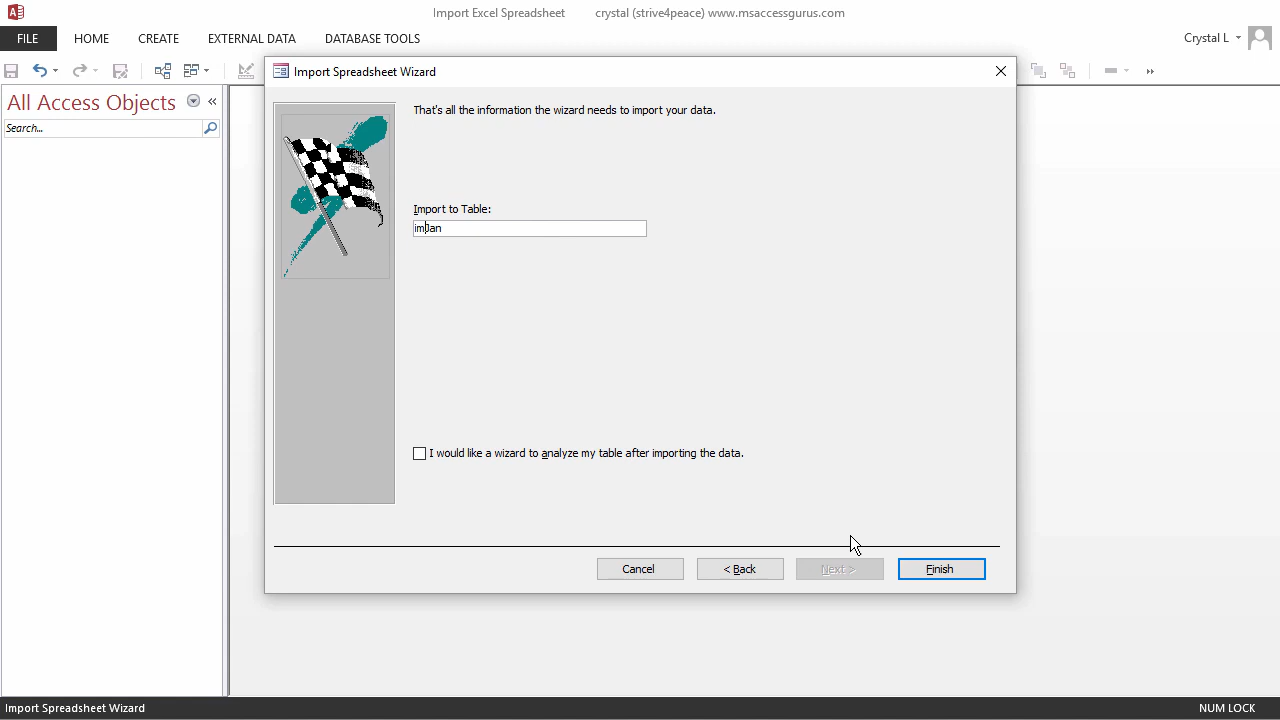 Import Excel Spreadsheet crystal (strive4peace) www.msaccessgurus.com
FILE HOME CREATE EXTERNAL DATA DATABASE TOOLS Crystal L
Import Spreadsheet Wizard
All Access Objects
Search...
That's all the information the wizard needs to import your data.
Import to Table:
imJan
I would like a wizard to analyze my table after importing the data.
Cancel < Back Next > Finish
Import Spreadsheet Wizard NUM LOCK